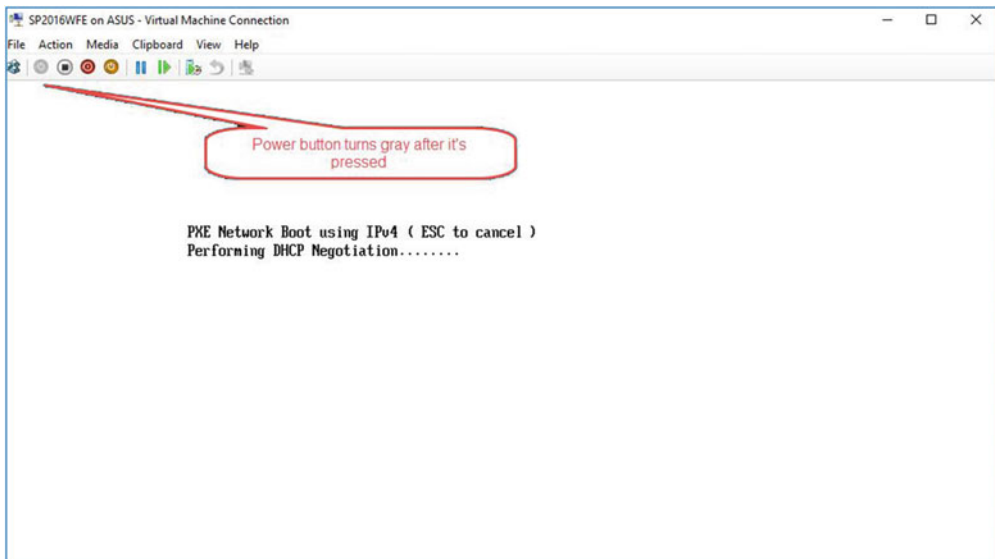 SP2016WFE on ASUS - Virtual Machine Connection
File Action Media Clipboard View Help
Power button turns gray after it's
pressed
PXE Network Boot using IPv4 ( ESC to cancel )
Performing DHCP Negotiation........